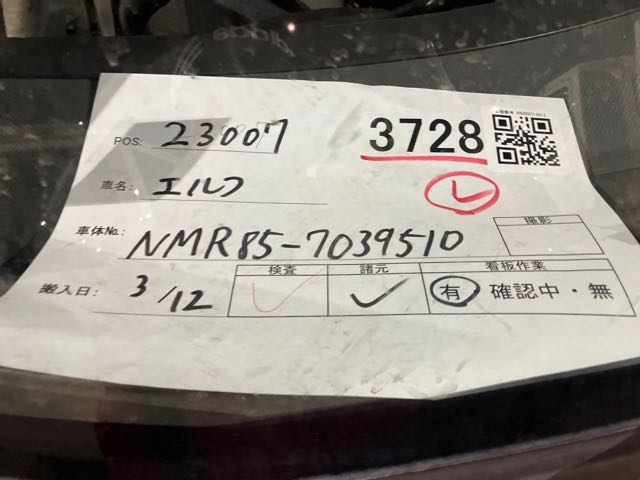 3728
POS: 23007
車名: エルフ
撮影
車体No.: NMR85-7039510
検査 諸元 看板作業
搬入日: 3/12 有 確認中・無